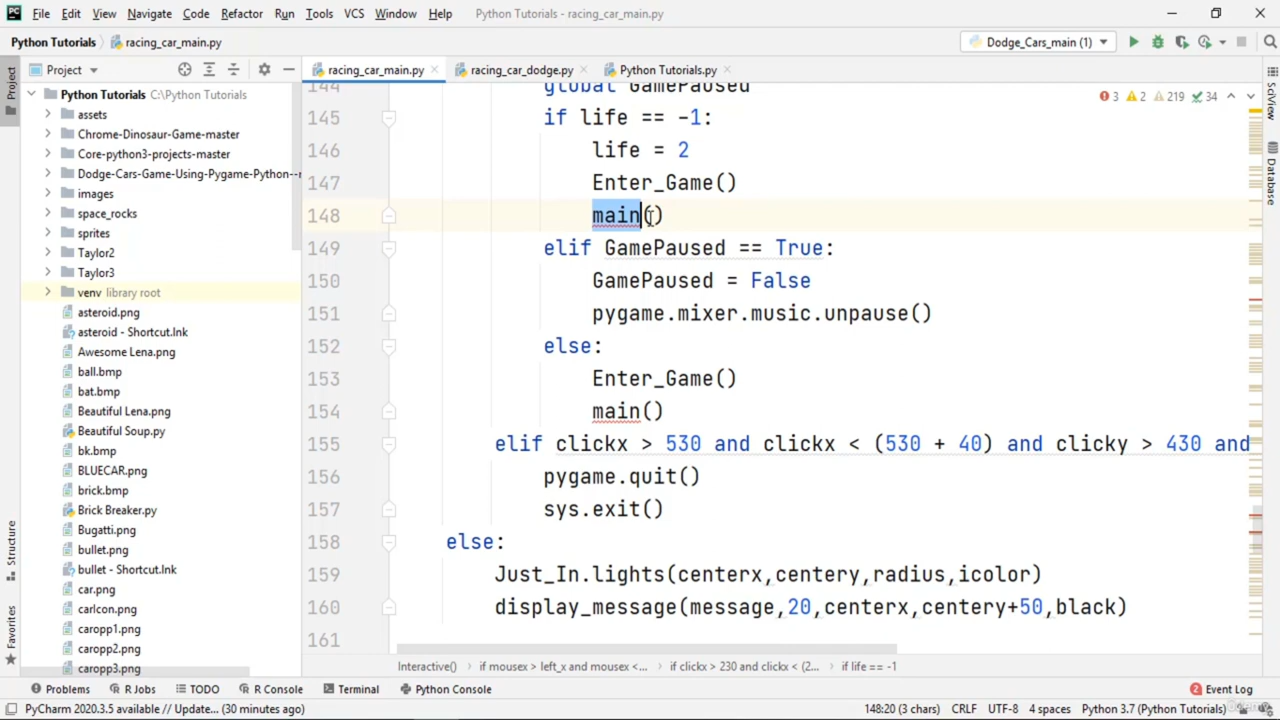 PC File Edit View Navigate Code Refactor Run Tools VCS Window Help Python Tutorials - racing_car_main.py
Python Tutorials racing_car_main.py Dodge_Cars_main (1)
Project racing_car_main.py racing_car_dodge.py Python Tutorials.py
Project
SciView
Database
Structure
Favorites
Python Tutorials C:\Python Tutorials
assets
Chrome-Dinosaur-Game-master
Core-python3-projects-master
Dodge-Cars-Game-Using-Pygame-Python--r
images
space_rocks
sprites
Taylor2
Taylor3
venv library root
asteroid.png
asteroid - Shortcut.lnk
Awesome Lena.png
ball.bmp
bat.bmp
Beautiful Lena.png
Beautiful Soup.py
bk.bmp
BLUECAR.png
brick.bmp
Brick Breaker.py
Bugatti.png
bullet.png
bullet - Shortcut.lnk
car.png
carIcon.png
caropp1.png
caropp2.png
caropp3.png
3 2 219 34
144 global GamePaused
145 if life == -1:
146 life = 2
147 Enter_Game()
148 main()
149 elif GamePaused == True:
150 GamePaused = False
151 pygame.mixer.music.unpause()
152 else:
153 Enter_Game()
154 main()
155 elif clickx > 530 and clickx < (530 + 40) and clicky > 430 and
156 pygame.quit()
157 sys.exit()
158 else:
159 Just_In.lights(centerx,centery,radius,icolor)
160 display_message(message,20,centerx,centery+50,black)
161
Interactive() if mousex > left_x and mousex <... if clickx > 230 and clickx < (2... if life == -1
Problems R Jobs TODO R Console Terminal Python Console Event Log
PyCharm 2020.3.5 available // Update... (30 minutes ago) 148:20 (3 chars) CRLF UTF-8 4 spaces Python 3.7 (Python Tutorials)